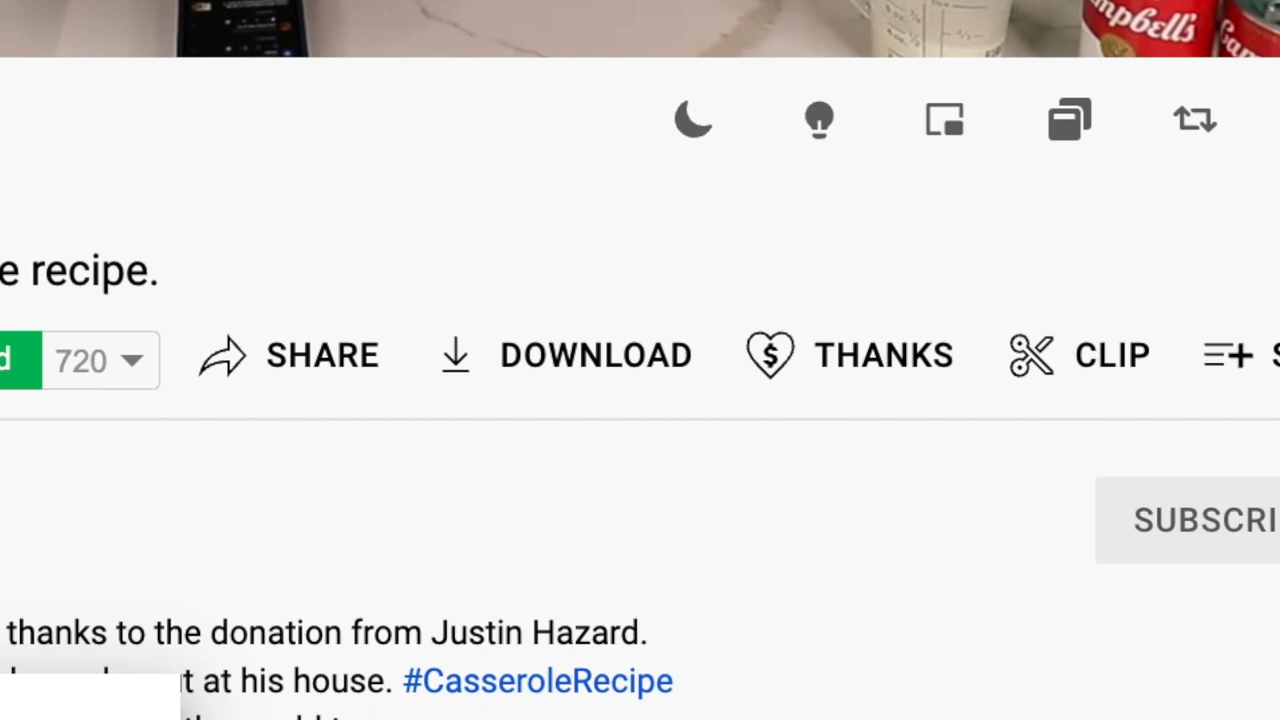 mpbell's
Cam
e recipe.
d 720 SHARE DOWNLOAD THANKS CLIP S
SUBSCRI
thanks to the donation from Justin Hazard.
t at his house. #CasseroleRecipe